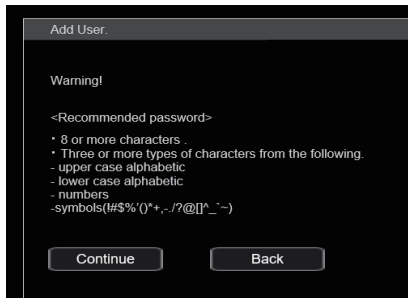 Add User.
Warning!
<Recommended password>
・8 or more characters .
・Three or more types of characters from the following.
- upper case alphabetic
- lower case alphabetic
- numbers
-symbols(!#$%'()*+,-./?@[]^_`~)
Continue
Back